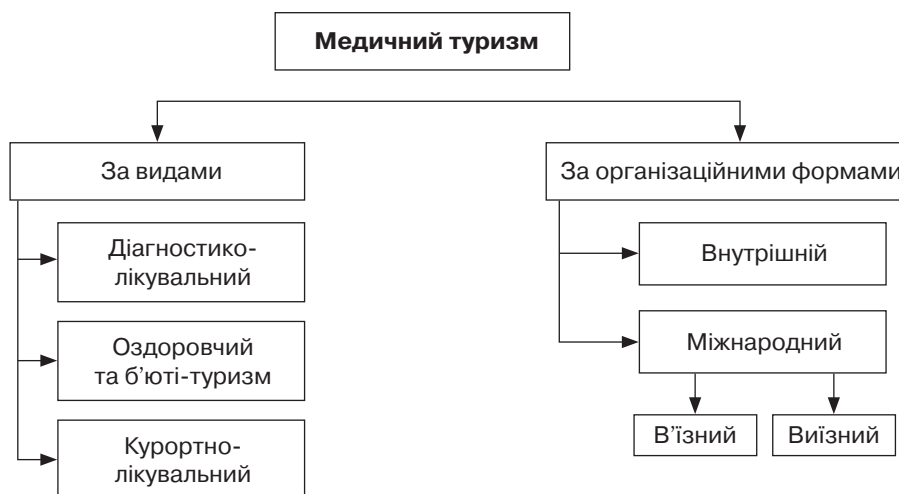 Медичний туризм
За видами
Діагностико-
лікувальний
Оздоровчий
та б’юті-туризм
Курортно-
лікувальний
За організаційними формами
Внутрішній
Міжнародний
В’їзний
Виїзний